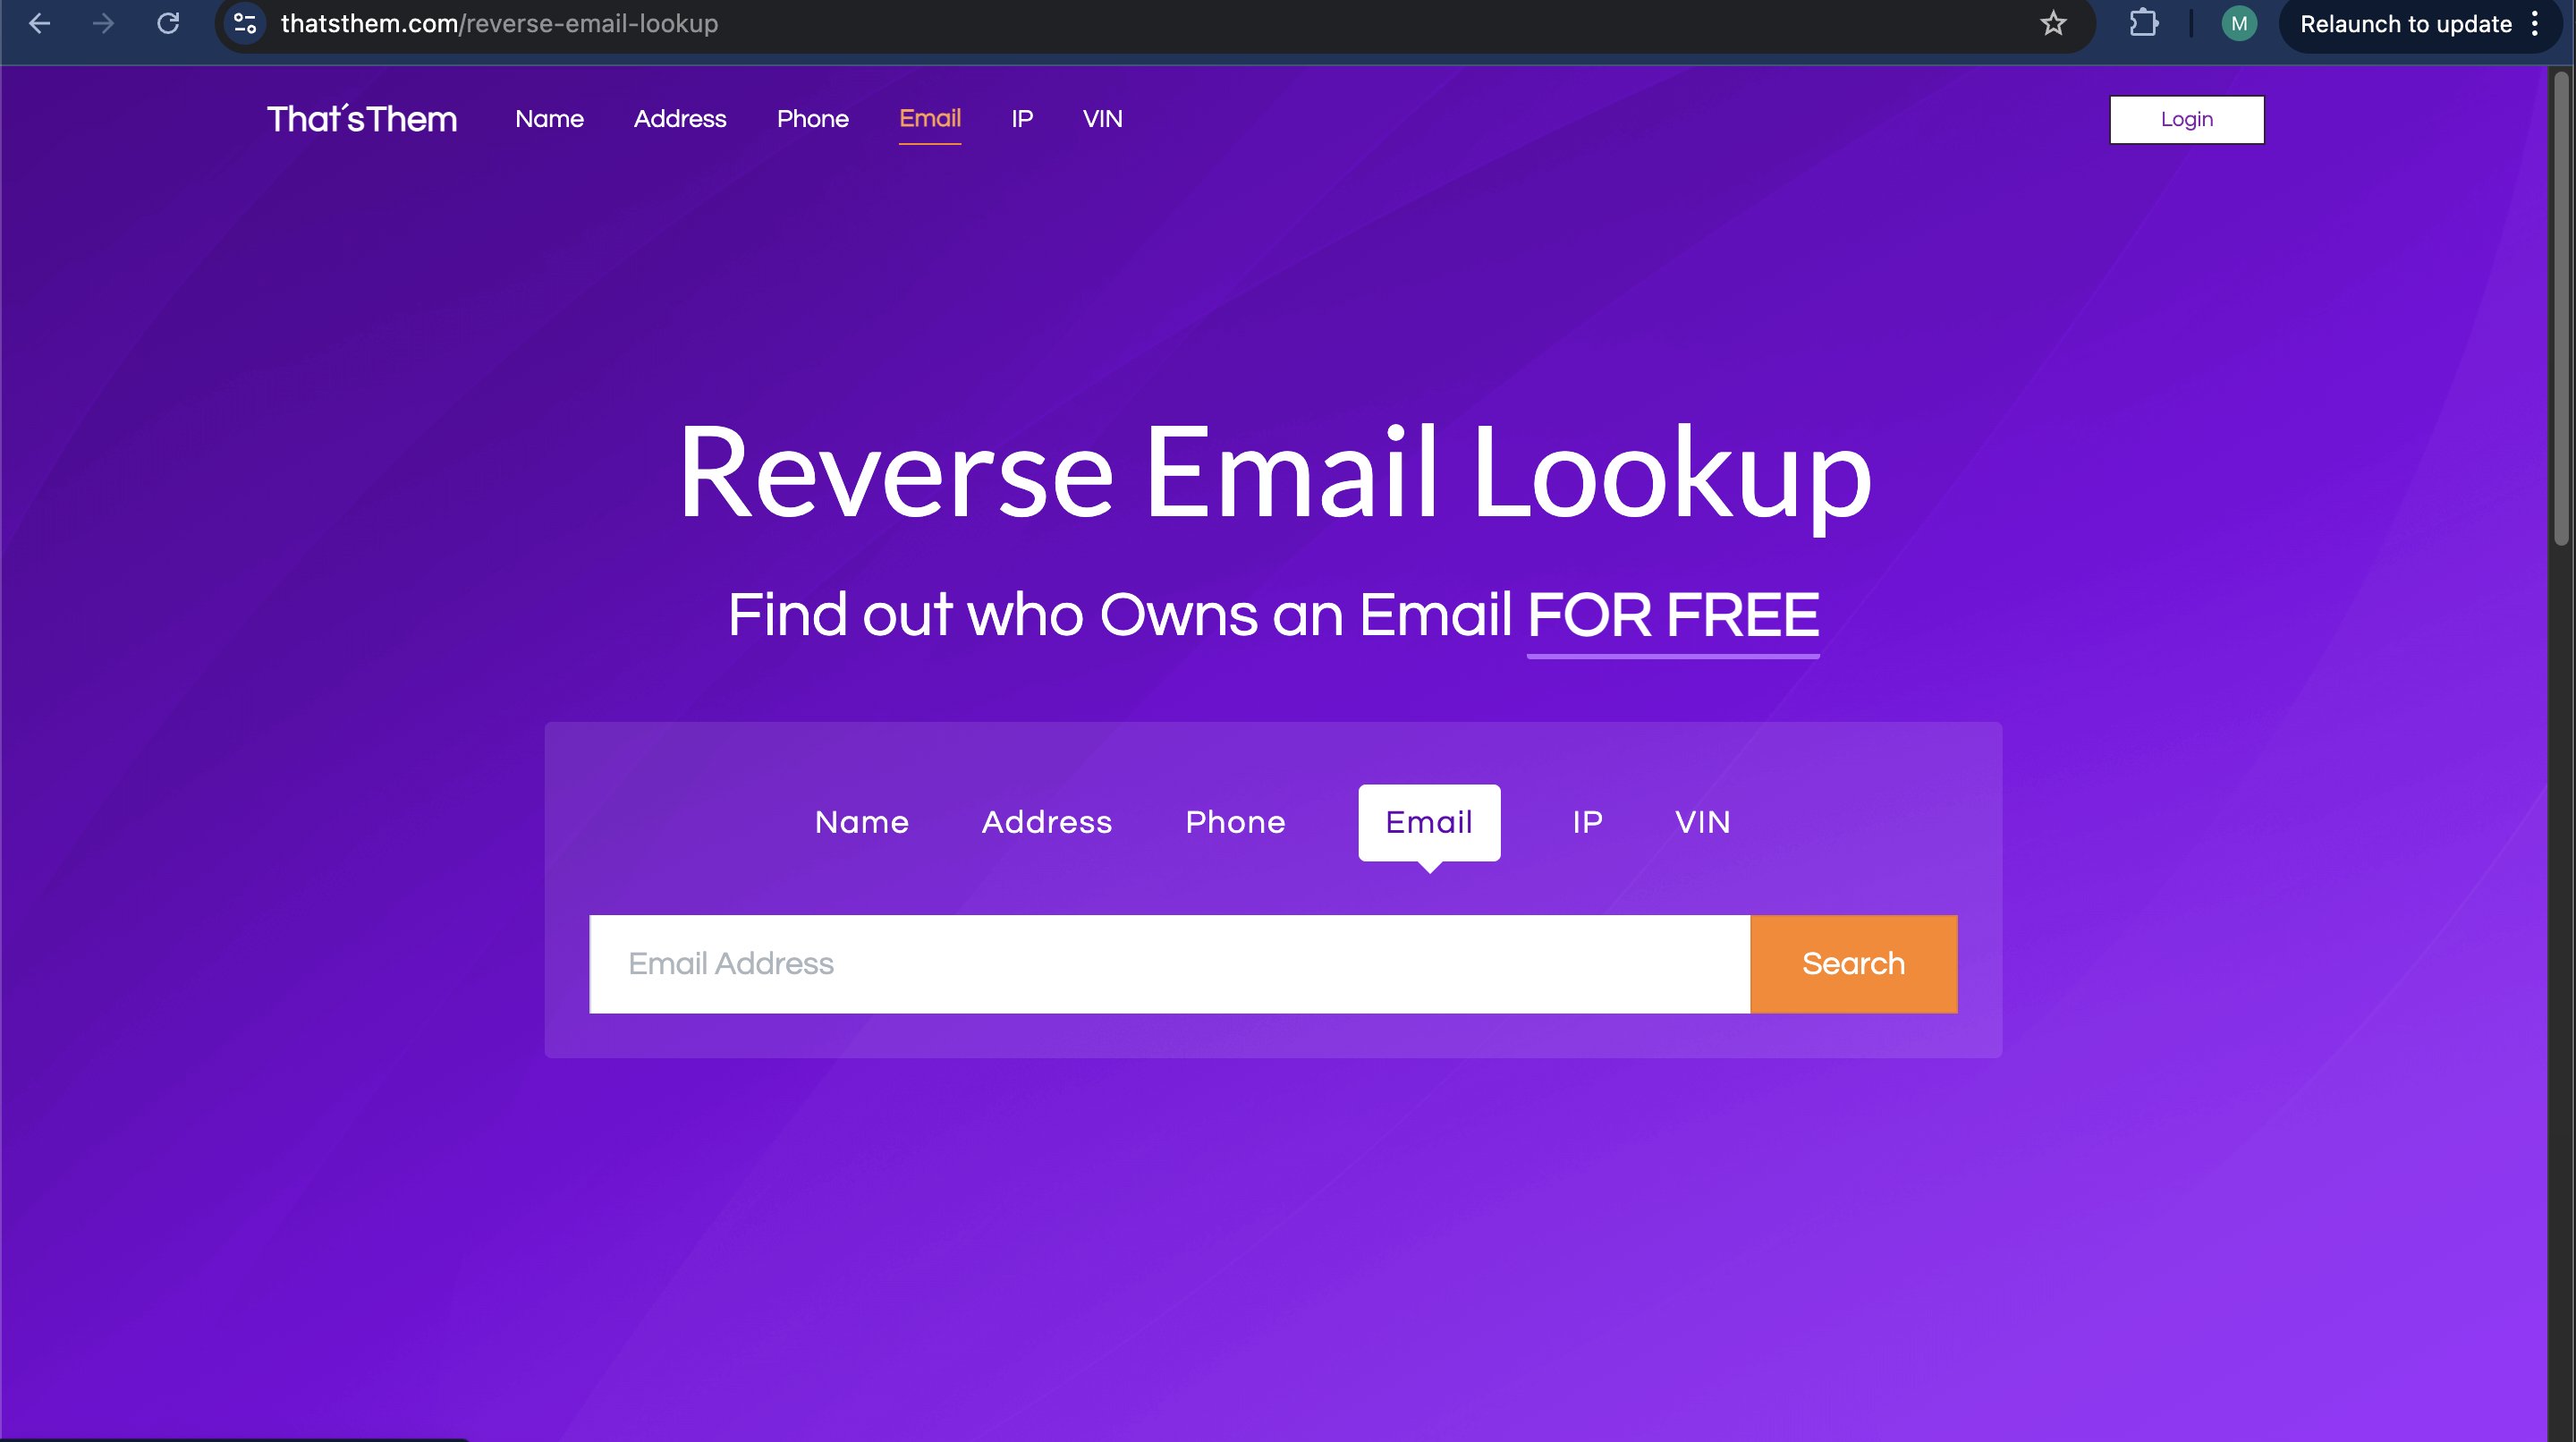 thatsthem.com/reverse-email-lookup
M
Relaunch to update
That´sThem Name Address Phone Email IP VIN Login
Reverse Email Lookup
Find out who Owns an Email FOR FREE
Name Address Phone Email IP VIN
Email Address Search